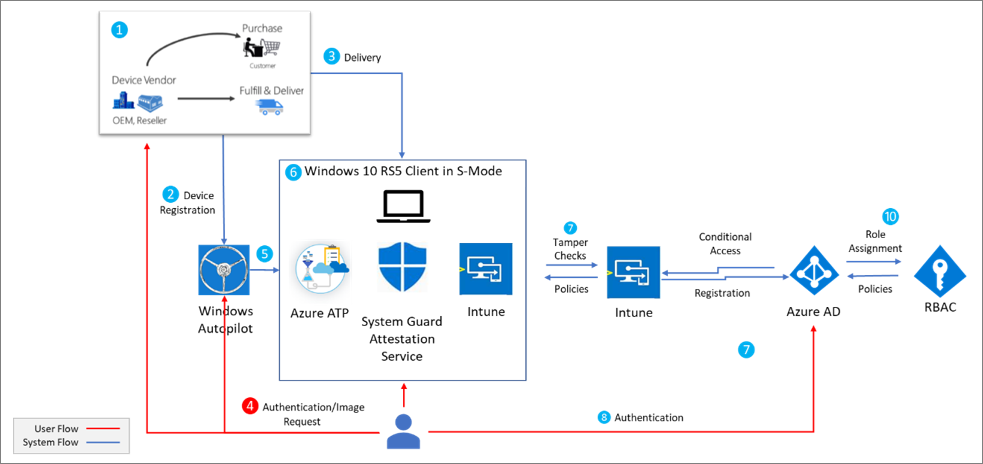 1
Purchase
Customer
Device Vendor
OEM, Reseller
Fulfill & Deliver
3 Delivery
2 Device
Registration
6 Windows 10 RS5 Client in S-Mode
5
Windows
Autopilot
Azure ATP
System Guard
Attestation
Service
Intune
7
Tamper
Checks
Policies
Intune
Conditional
Access
Registration
Azure AD
7
10
Role
Assignment
Policies
RBAC
4 Authentication/Image
Request
8 Authentication
User Flow
System Flow